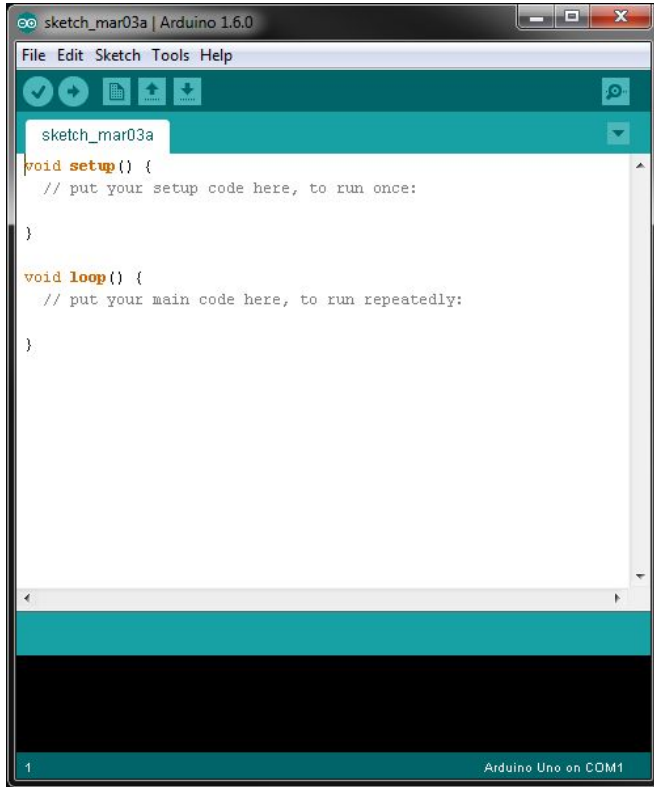 sketch_mar03a | Arduino 1.6.0
File Edit Sketch Tools Help
sketch_mar03a
void setup() {
  // put your setup code here, to run once:
}
void loop() {
  // put your main code here, to run repeatedly:
}
1 Arduino Uno on COM1